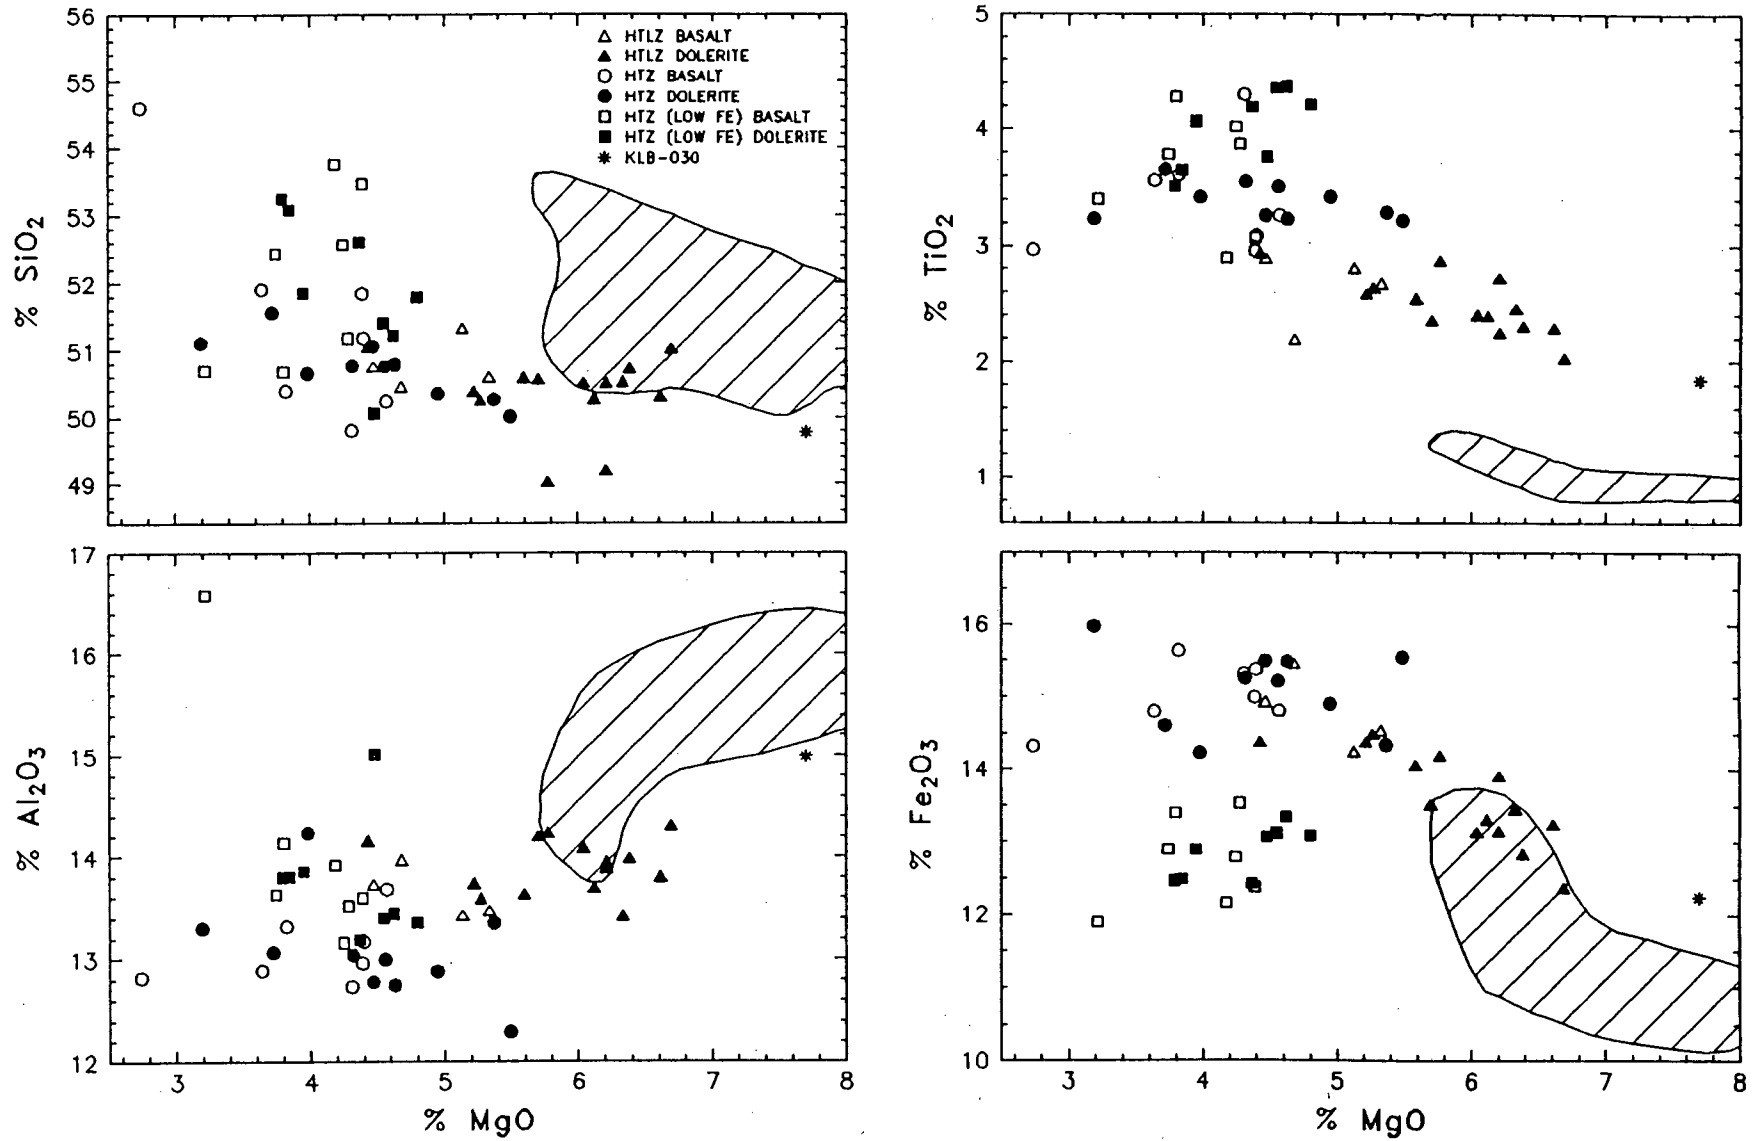 56
55
54
53
52
51
50
49
% SiO2
△ HTLZ BASALT
▲ HTLZ DOLERITE
○ HTZ BASALT
● HTZ DOLERITE
□ HTZ (LOW FE) BASALT
■ HTZ (LOW FE) DOLERITE
✳ KLB-030
5
4
3
2
1
% TiO2
17
16
15
14
13
12
% Al2O3
3 4 5 6 7 8
% MgO
16
14
12
10
% Fe2O3
3 4 5 6 7 8
% MgO